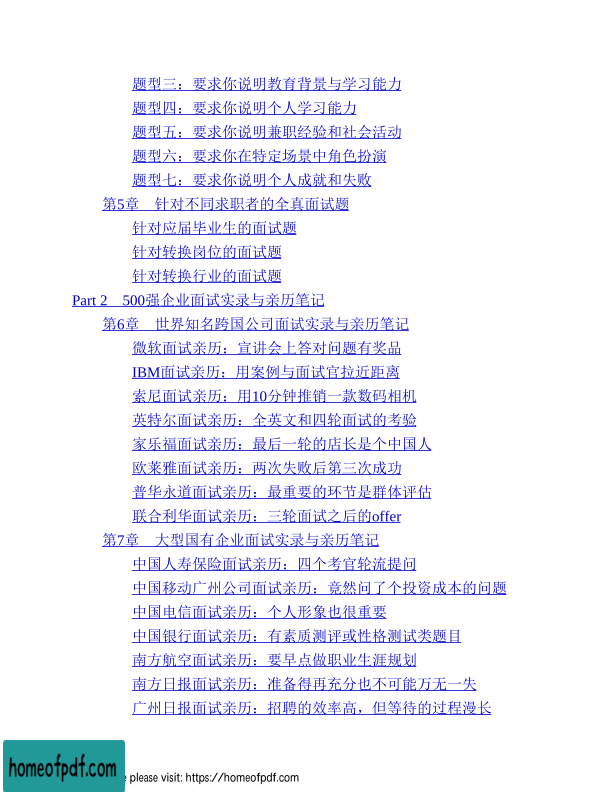 题型三：要求你说明教育背景与学习能力
题型四：要求你说明个人学习能力
题型五：要求你说明兼职经验和社会活动
题型六：要求你在特定场景中角色扮演
题型七：要求你说明个人成就和失败
第5章　针对不同求职者的全真面试题
针对应届毕业生的面试题
针对转换岗位的面试题
针对转换行业的面试题
Part 2　500强企业面试实录与亲历笔记
第6章　世界知名跨国公司面试实录与亲历笔记
微软面试亲历：宣讲会上答对问题有奖品
IBM面试亲历：用案例与面试官拉近距离
索尼面试亲历：用10分钟推销一款数码相机
英特尔面试亲历：全英文和四轮面试的考验
家乐福面试亲历：最后一轮的店长是个中国人
欧莱雅面试亲历：两次失败后第三次成功
普华永道面试亲历：最重要的环节是群体评估
联合利华面试亲历：三轮面试之后的offer
第7章　大型国有企业面试实录与亲历笔记
中国人寿保险面试亲历：四个考官轮流提问
中国移动广州公司面试亲历：竟然问了个投资成本的问题
中国电信面试亲历：个人形象也很重要
中国银行面试亲历：有素质测评或性格测试类题目
南方航空面试亲历：要早点做职业生涯规划
南方日报面试亲历：准备得再充分也不可能万无一失
广州日报面试亲历：招聘的效率高，但等待的过程漫长
homeofpdf.com
please visit: https://homeofpdf.com